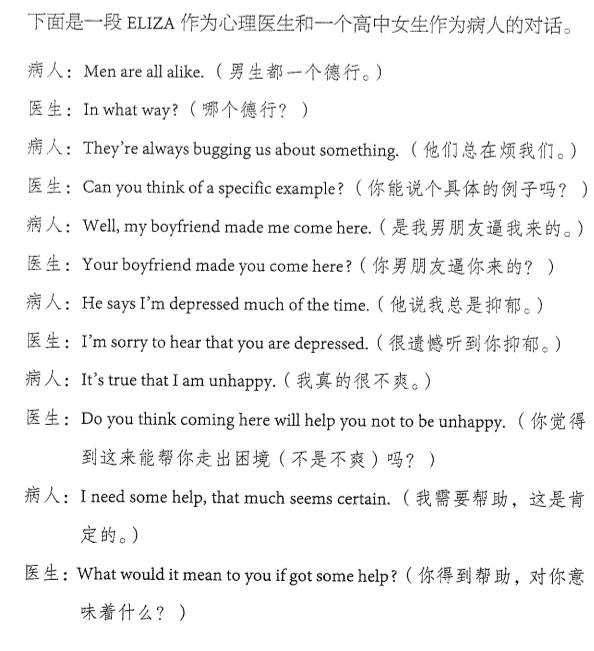 下面是一段 ELIZA 作为心理医生和一个高中女生作为病人的对话。
病人：Men are all alike.（男生都一个德行。）
医生：In what way?（哪个德行？）
病人：They're always bugging us about something.（他们总在烦我们。）
医生：Can you think of a specific example?（你能说个具体的例子吗？）
病人：Well, my boyfriend made me come here.（是我男朋友逼我来的。）
医生：Your boyfriend made you come here?（你男朋友逼你来的？）
病人：He says I'm depressed much of the time.（他说我总是抑郁。）
医生：I'm sorry to hear that you are depressed.（很遗憾听到你抑郁。）
病人：It's true that I am unhappy.（我真的很不爽。）
医生：Do you think coming here will help you not to be unhappy.（你觉得
到这来能帮你走出困境（不是不爽）吗？）
病人：I need some help, that much seems certain.（我需要帮助，这是肯
定的。）
医生：What would it mean to you if got some help?（你得到帮助，对你意
味着什么？）